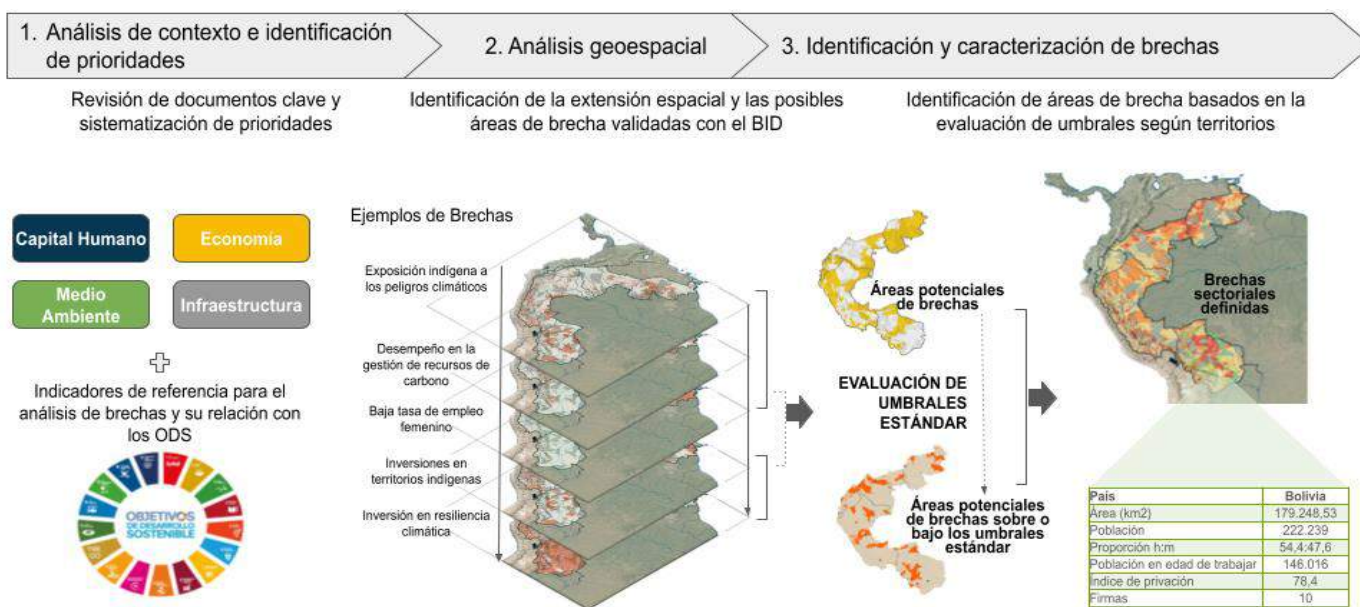 1. Análisis de contexto e identificación
de prioridades
2. Análisis geoespacial
3. Identificación y caracterización de brechas
Revisión de documentos clave y
sistematización de prioridades
Identificación de la extensión espacial y las posibles
áreas de brecha validadas con el BID
Identificación de áreas de brecha basados en la
evaluación de umbrales según territorios
Capital Humano
Economía
Medio
Ambiente
Infraestructura
Indicadores de referencia para el
análisis de brechas y su relación con
los ODS
OBJETIVOS
DE DESARROLLO
SOSTENIBLE
Ejemplos de Brechas
Exposición indígena a
los peligros climáticos
Desempeño en la
gestión de recursos de
carbono
Baja tasa de empleo
femenino
Inversiones en
territorios indígenas
Inversión en resiliencia
climática
Áreas potenciales
de brechas
EVALUACIÓN DE
UMBRALES
ESTÁNDAR
Áreas potenciales
de brechas sobre o
bajo los umbrales
estándar
Brechas
sectoriales
definidas
País Bolivia
Área (km2) 179.248,53
Población 222.239
Proporción h:m 54,4:47,6
Población en edad de trabajar 146.016
Índice de privación 78,4
Firmas 10